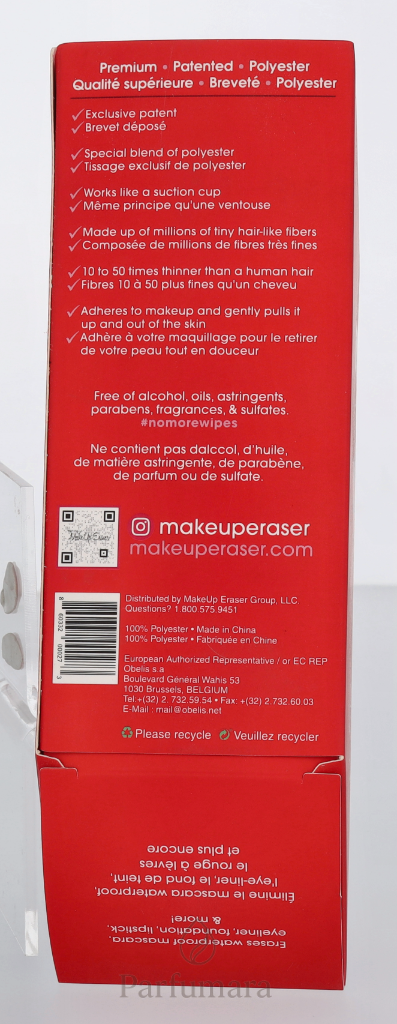 Premium • Patented • Polyester
Qualité supérieure • Breveté • Polyester
✓ Exclusive patent
✓ Brevet déposé
✓ Special blend of polyester
✓ Tissage exclusif de polyester
✓ Works like a suction cup
✓ Même principe qu'une ventouse
✓ Made up of millions of tiny hair-like fibers
✓ Composée de millions de fibres très fines
✓ 10 to 50 times thinner than a human hair
✓ Fibres 10 à 50 plus fines qu'un cheveu
✓ Adheres to makeup and gently pulls it
up and out of the skin
✓ Adhère à votre maquillage pour le retirer
de votre peau tout en douceur
Free of alcohol, oils, astringents,
parabens, fragrances, & sulfates.
#nomorewipes
Ne contient pas dalccol, d'huile,
de matière astringente, de parabène,
de parfum ou de sulfate.
MakeUp Eraser
makeuperaser
makeuperaser.com
Distributed by MakeUp Eraser Group, LLC.
Questions? 1.800.575.9451
100% Polyester • Made in China
100% Polyester • Fabriquée en Chine
European Authorized Representative / or EC REP
Obelis s.a
Boulevard Général Wahis 53
1030 Brussels, BELGIUM
Tel:+(32) 2. 732.59.54 • Fax: +(32) 2.732.60.03
E-Mail : mail@obelis.net
8 60332 00027 3
Please recycle Veuillez recycler
Erases waterproof mascara,
eyeliner, foundation, lipstick,
& more!
Élimine le mascara waterproof,
l'eye-liner, le fond de teint,
le rouge à lèvres
et plus encore
Parfumara